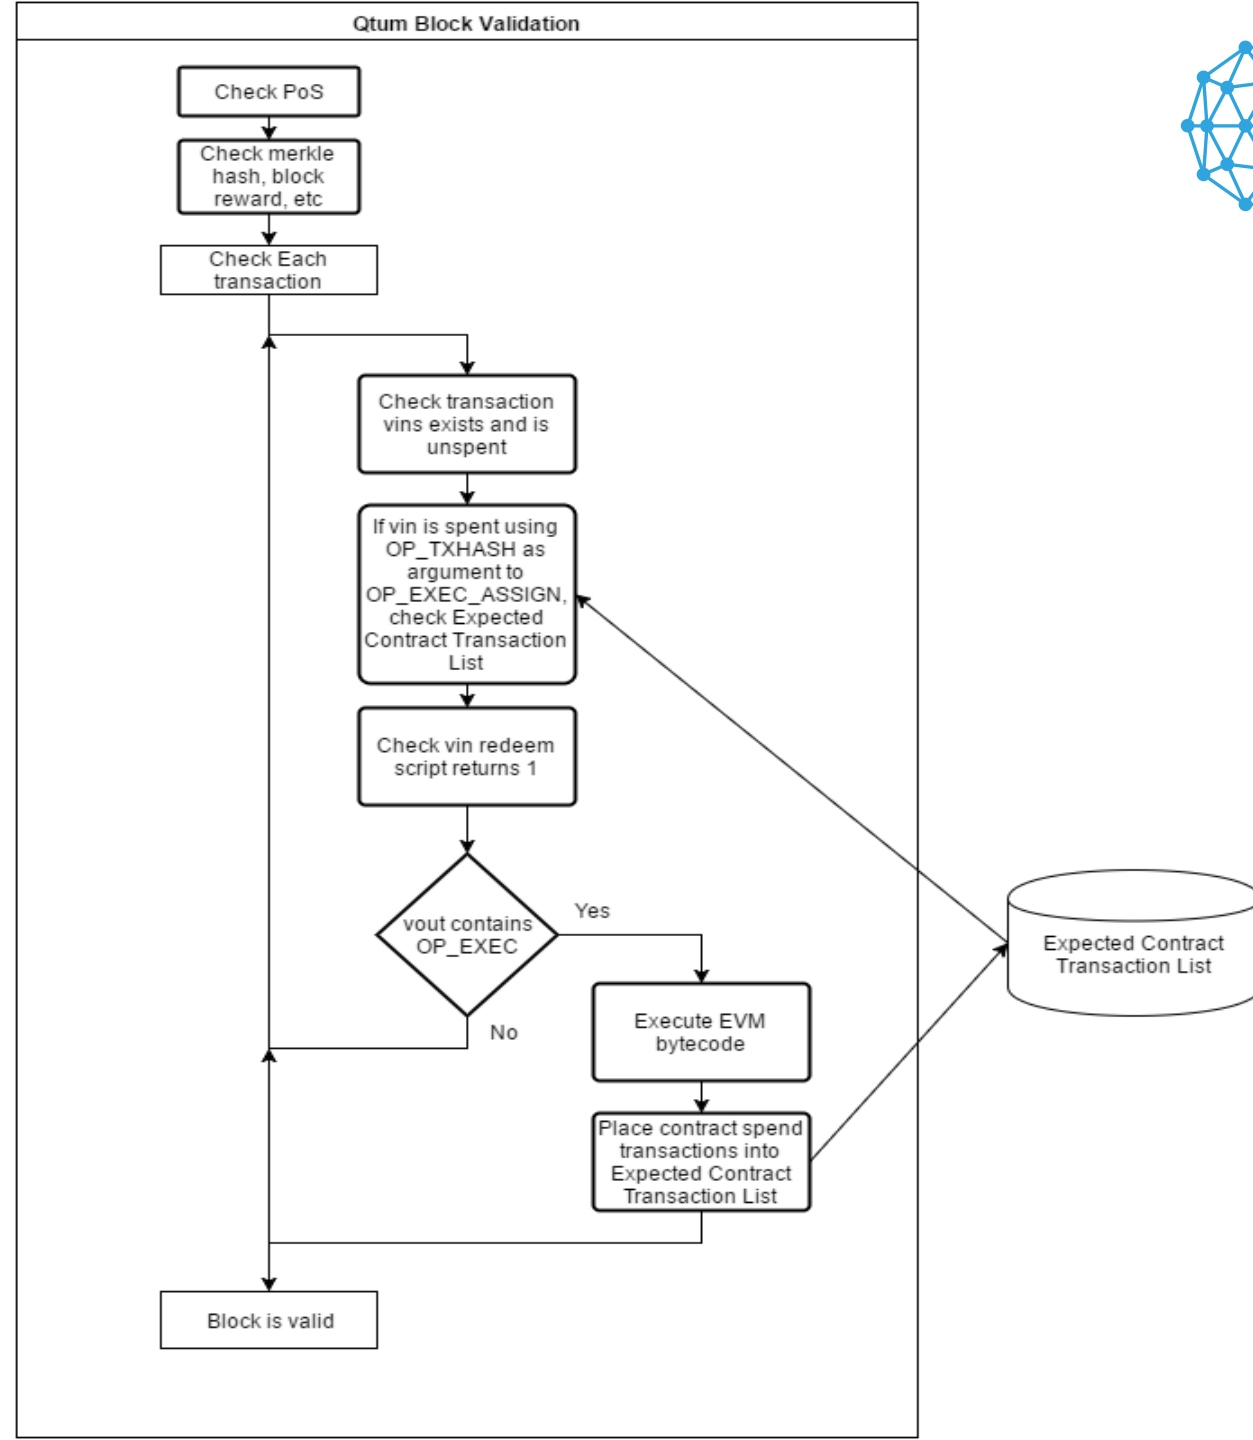 Qtum Block Validation
Check PoS
Check merkle
hash, block
reward, etc
Check Each
transaction
Check transaction
vins exists and is
unspent
If vin is spent using
OP_TXHASH as
argument to
OP_EXEC_ASSIGN,
check Expected
Contract Transaction
List
Check vin redeem
script returns 1
vout contains
OP_EXEC
Yes
No
Execute EVM
bytecode
Place contract spend
transactions into
Expected Contract
Transaction List
Expected Contract
Transaction List
Block is valid